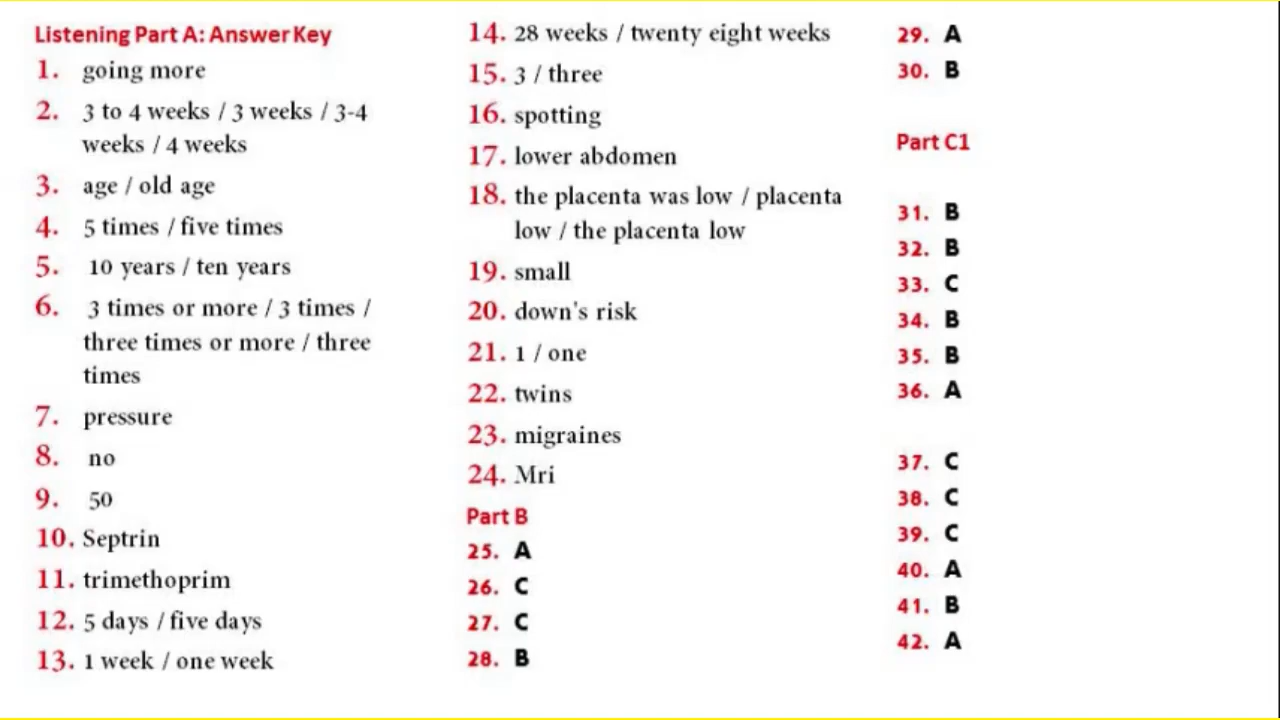 Listening Part A: Answer Key
1. going more
2. 3 to 4 weeks / 3 weeks / 3-4
weeks / 4 weeks
3. age / old age
4. 5 times / five times
5. 10 years / ten years
6. 3 times or more / 3 times /
three times or more / three
times
7. pressure
8. no
9. 50
10. Septrin
11. trimethoprim
12. 5 days / five days
13. 1 week / one week
14. 28 weeks / twenty eight weeks
15. 3 / three
16. spotting
17. lower abdomen
18. the placenta was low / placenta
low / the placenta low
19. small
20. down's risk
21. 1 / one
22. twins
23. migraines
24. Mri
Part B
25. A
26. C
27. C
28. B
29. A
30. B
Part C1
31. B
32. B
33. C
34. B
35. B
36. A
37. C
38. C
39. C
40. A
41. B
42. A